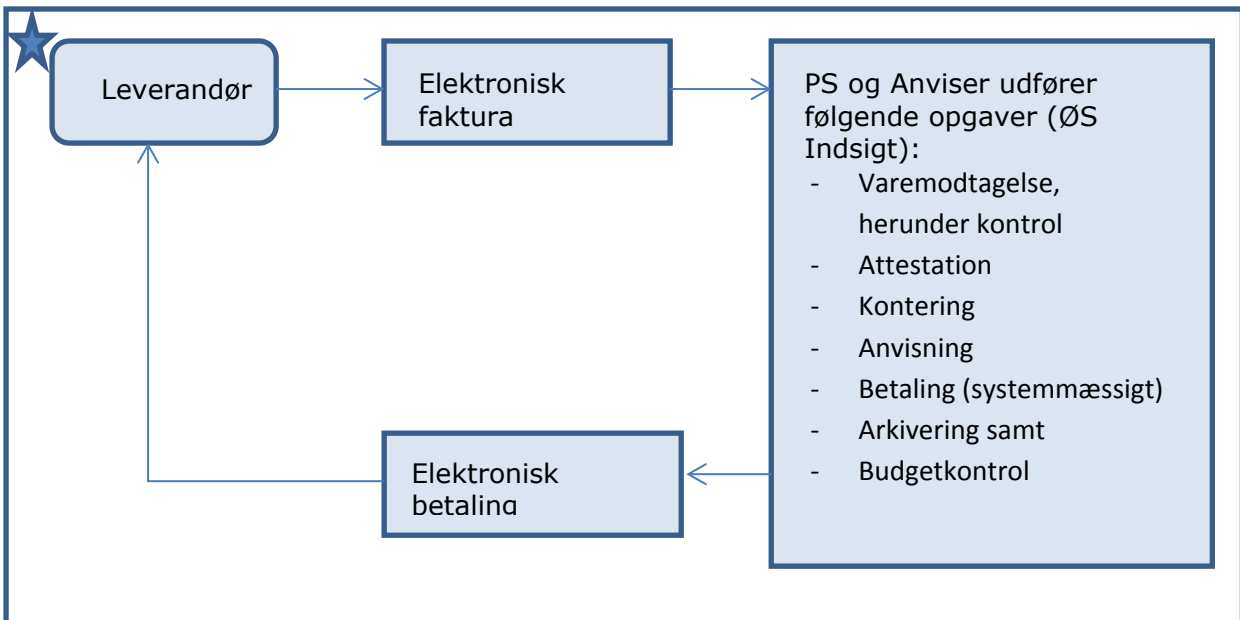 Leverandør
Elektronisk
faktura
PS og Anviser udfører
følgende opgaver (ØS
Indsigt):
- Varemodtagelse,
herunder kontrol
- Attestation
- Kontering
- Anvisning
- Betaling (systemmæssigt)
- Arkivering samt
- Budgetkontrol
Elektronisk
betaling